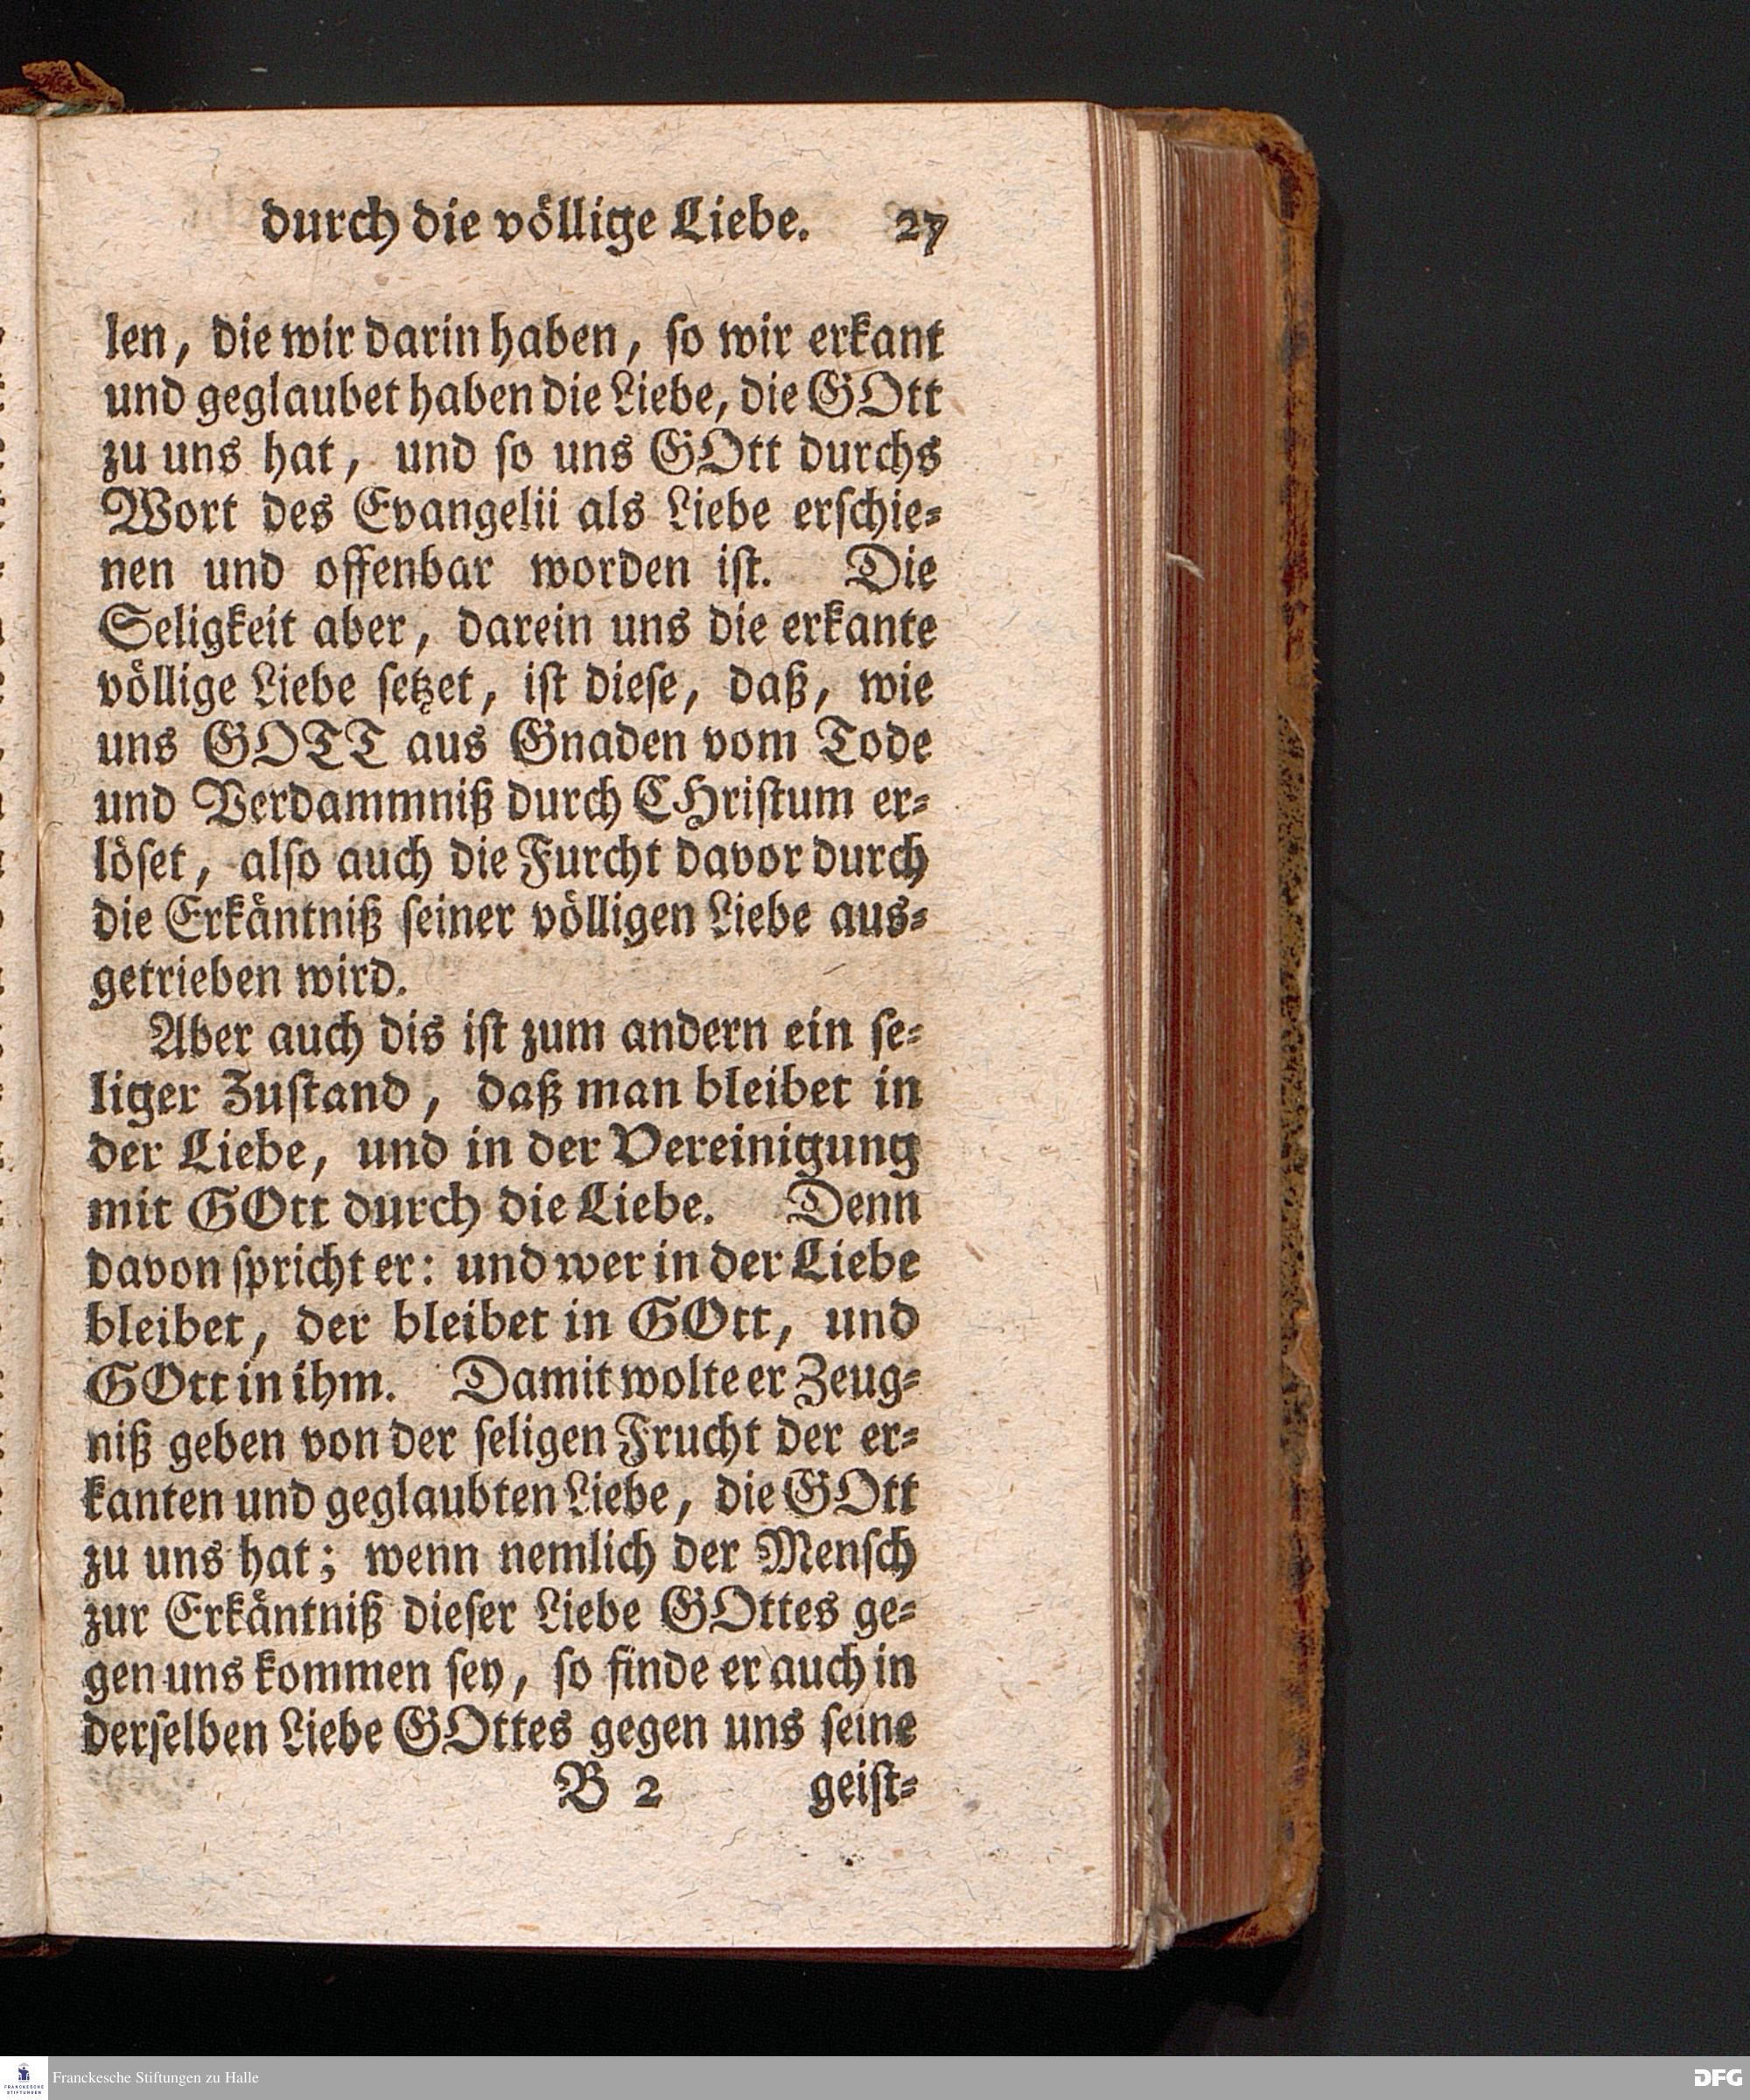 durch die völlige Liebe. 27
len, die wir darin haben, ſo wir erkant
und geglaubet haben die Liebe, die GOtt
zu uns hat, und ſo uns GOtt durchs
Wort des Evangelii als Liebe erſchie-
nen und offenbar worden iſt. Die
Seligkeit aber, darein uns die erkante
völlige Liebe ſetzet, iſt dieſe, daß, wie
uns GOTT aus Gnaden vom Tode
und Verdammniß durch CHriſtum er-
löſet, alſo auch die Furcht davor durch
die Erkäntniß ſeiner völligen Liebe aus-
getrieben wird.
Aber auch dis iſt zum andern ein ſe-
liger Zuſtand, daß man bleibet in
der Liebe, und in der Vereinigung
mit GOtt durch die Liebe. Denn
davon ſpricht er: und wer in der Liebe
bleibet, der bleibet in GOtt, und
GOtt in ihm. Damit wolte er Zeug-
niß geben von der ſeligen Frucht der er-
kanten und geglaubten Liebe, die GOtt
zu uns hat; wenn nemlich der Menſch
zur Erkäntniß dieſer Liebe GOttes ge-
gen uns kommen ſey, ſo finde er auch in
derſelben Liebe GOttes gegen uns ſeine
B 2 geiſt-
FRANCKESCHE
STIFTUNGEN
Franckesche Stiftungen zu Halle
DFG